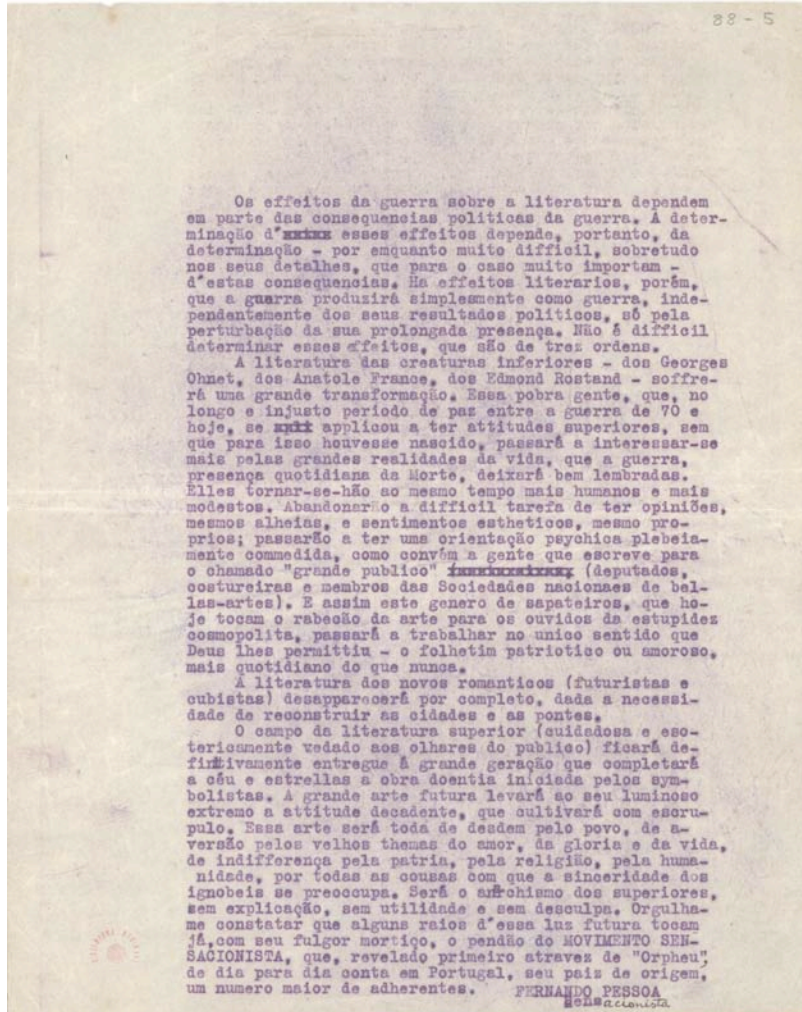 88 - 5
Os effeitos da guerra sobre a literatura dependem
em parte das consequencias politicas da guerra. A deter-
minação d'xxxxx esses effeitos depende, portanto, da
determinação - por emquanto muito difficil, sobretudo
nos seus detalhes, que para o caso muito importam -
d'estas consequencias. Ha effeitos literarios, porém,
que a guerra produzirá simplesmente como guerra, inde-
pendentemente dos seus resultados politicos, só pela
perturbação da sua prolongada presença. Não é difficil
determinar esses effeitos, que são de trez ordens.
A literatura das creaturas inferiores - dos Georges
Ohnet, dos Anatole France, dos Edmond Rostand - soffre-
rá uma grande transformação. Essa pobra gente, que, no
longo e injusto periodo de paz entre a guerra de 70 e
hoje, se applicou a ter attitudes superiores, sem
que para isso houvesse nascido, passará a interessar-se
mais pelas grandes realidades da vida, que a guerra,
presença quotidiana da Morte, deixará bem lembradas.
Elles tornar-se-hão ao mesmo tempo mais humanos e mais
modestos. Abandonarão a difficil tarefa de ter opiniões,
mesmos alheias, e sentimentos estheticos, mesmo pro-
prios; passarão a ter uma orientação psychica plebeia-
mente commedida, como convém a gente que escreve para
o chamado "grande publico" (deputados,
costureiras e membros das Sociedades nacionaes de bel-
las-artes). E assim este genero de sapateiros, que ho-
je tocam o rabecão da arte para os ouvidos da estupidez
cosmopolita, passará a trabalhar no unico sentido que
Deus lhes permittiu - o folhetim patriotico ou amoroso,
mais quotidiano do que nunca.
A literatura dos novos romanticos (futuristas e
cubistas) desapparecerá por completo, dada a necessi-
dade de reconstruir as cidades e as pontes.
O campo da literatura superior (cuidadosa e eso-
tericamente vedado aos olhares do publico) ficará de-
finitivamente entregue á grande geração que completará
a céu e estrellas a obra doentia iniciada pelos sym-
bolistas. A grande arte futura levará ao seu luminoso
extremo a attitude decadente, que cultivará com escru-
pulo. Essa arte será toda de desdem pelo povo, de a-
versão pelos velhos themas do amor, da gloria e da vida,
de indifferença pela patria, pela religião, pela huma-
nidade, por todas as cousas com que a sinceridade dos
ignobeis se preoccupa. Será o anrchismo dos superiores,
sem explicação, sem utilidade e sem desculpa. Orgulha-
me constatar que alguns raios d'essa luz futura tocam
já, com seu fulgor mortiço, o pendão do MOVIMENTO SEN-
SACIONISTA, que, revelado primeiro atravez de "Orpheu",
de dia para dia conta em Portugal, seu paiz de origem,
um numero maior de adherentes. FERNANDO PESSOA
sensacionista